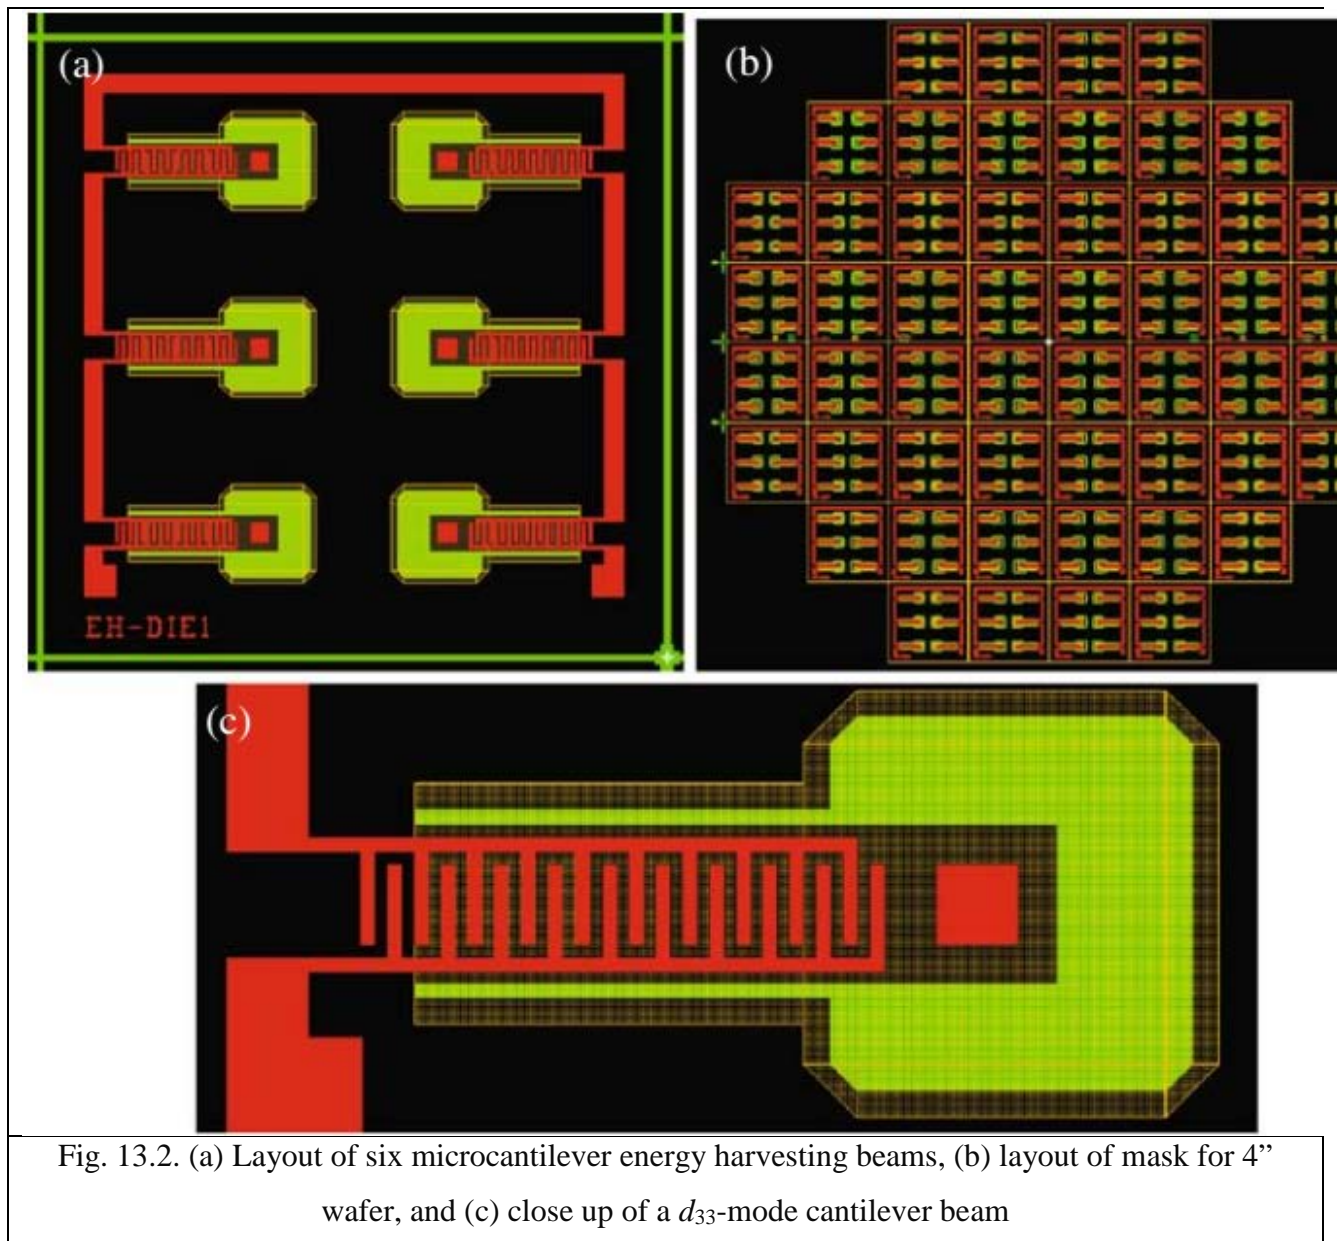 (a)
(b)
EH-DIE1
(c)
Fig. 13.2. (a) Layout of six microcantilever energy harvesting beams, (b) layout of mask for 4”
wafer, and (c) close up of a d33-mode cantilever beam